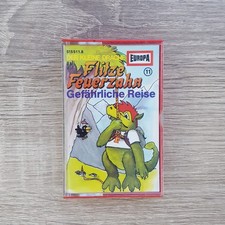 EUROPA
11
Flitze
Feuerzahn
Gefährliche Reise